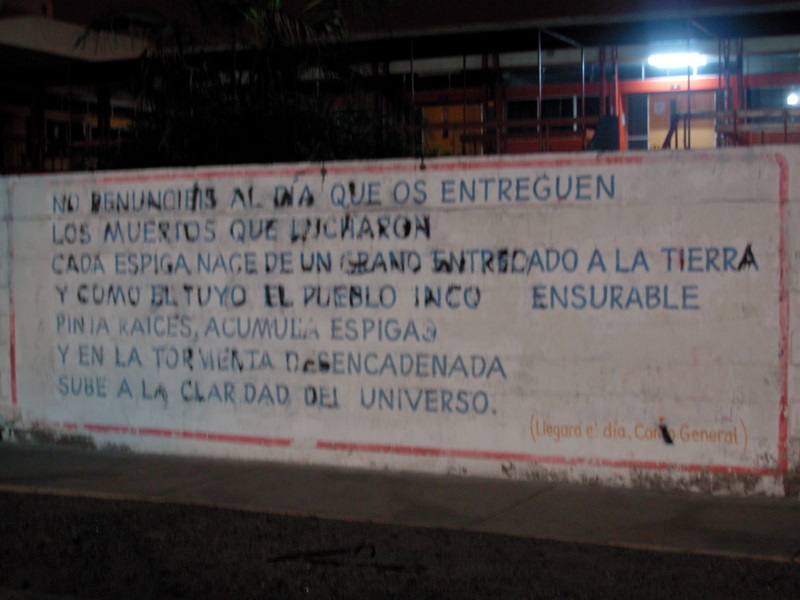 NO RENUNCIEIS AL DÍA QUE OS ENTREGUEN
LOS MUERTOS QUE LUCHARON
CADA ESPIGA NACE DE UN GRANO ENTREGADO A LA TIERRA
Y COMO EL TUYO EL PUEBLO INCO ENSURABLE
PINTA RAICES, ACUMULA ESPIGAS
Y EN LA TORMENTA DESENCADENADA
SUBE A LA CLARIDAD DEL UNIVERSO.
(Llegará el día. Canto General)